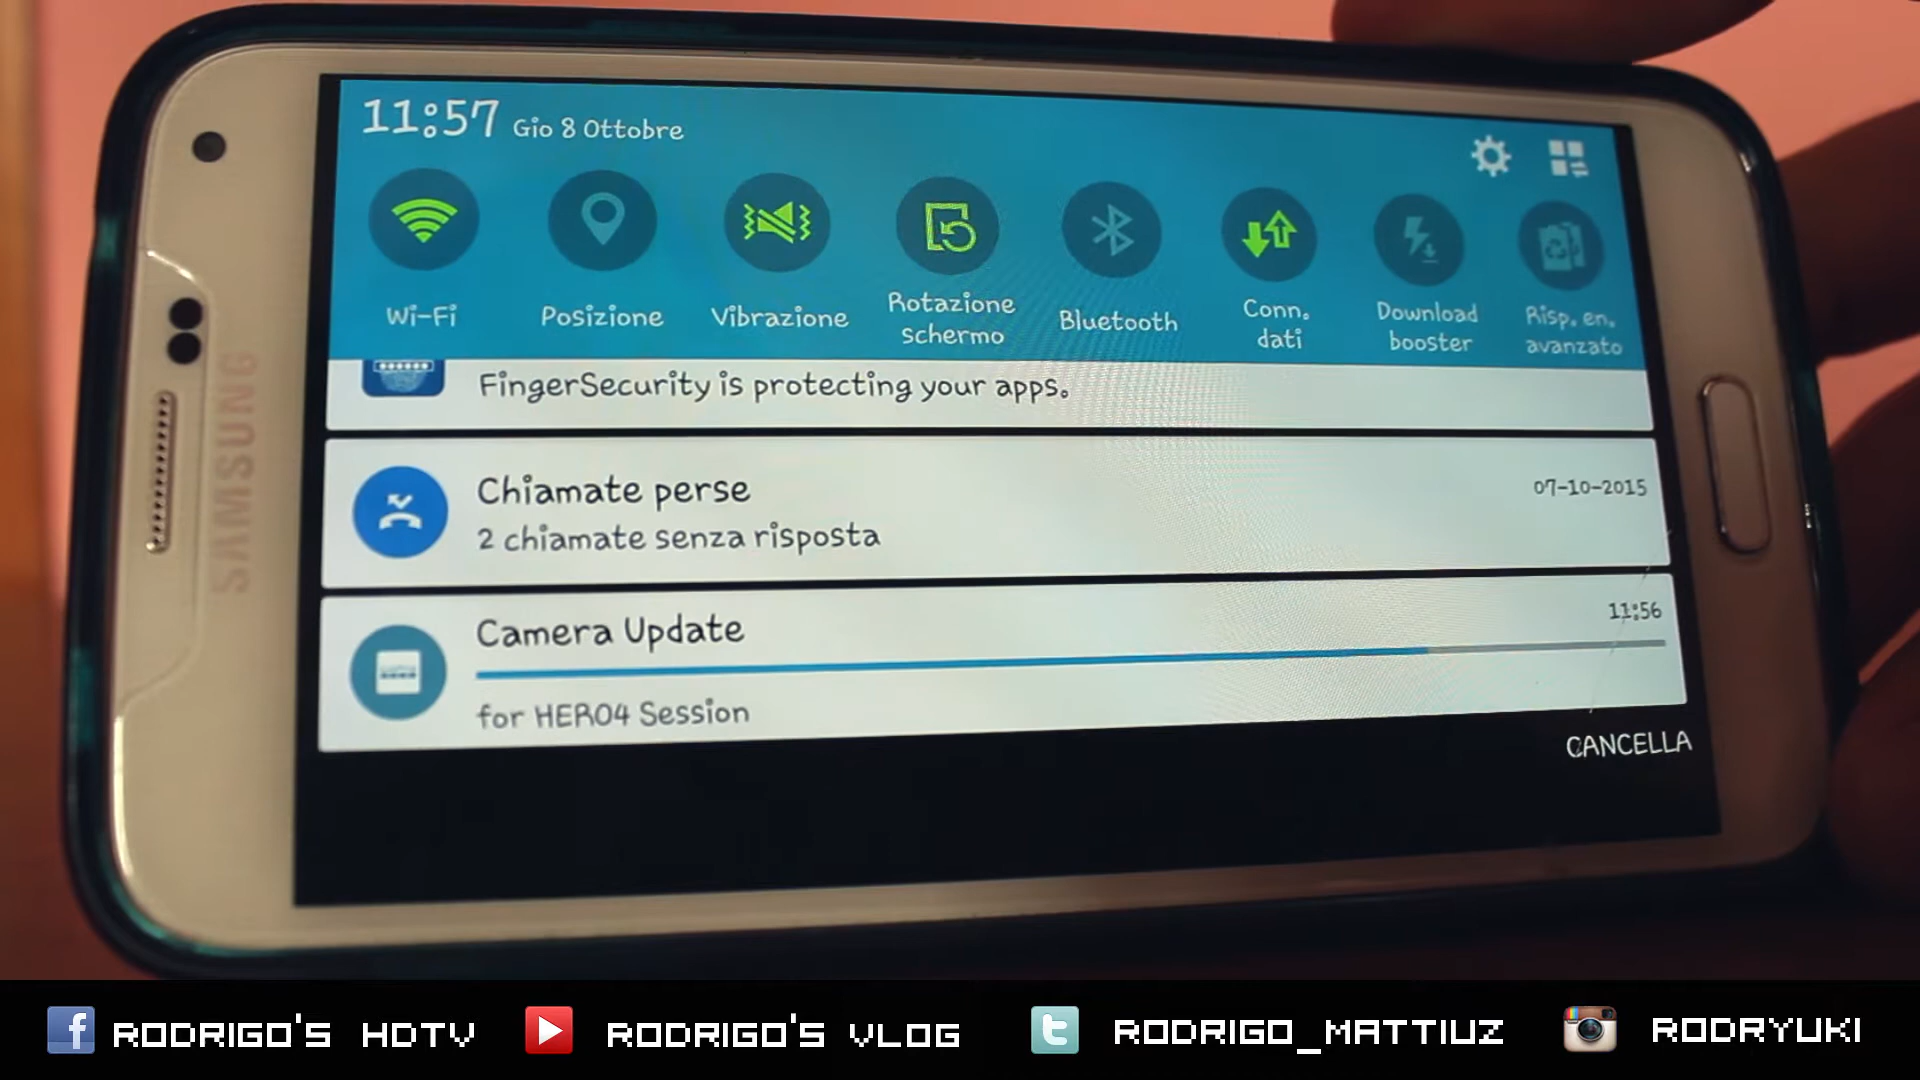 11:57 Gio 8 Ottobre
Wi-Fi
Posizione
Vibrazione
Rotazione
schermo
Bluetooth
Conn.
dati
Download
booster
Risp. en.
avanzato
FingerSecurity is protecting your apps.
Chiamate perse
07-10-2015
2 chiamate senza risposta
Camera Update
11:56
for HERO4 Session
CANCELLA
SAMSUNG
RODRIGO'S HDTV
RODRIGO'S VLOG
RODRIGO_MATTIUZ
RODRYUKI